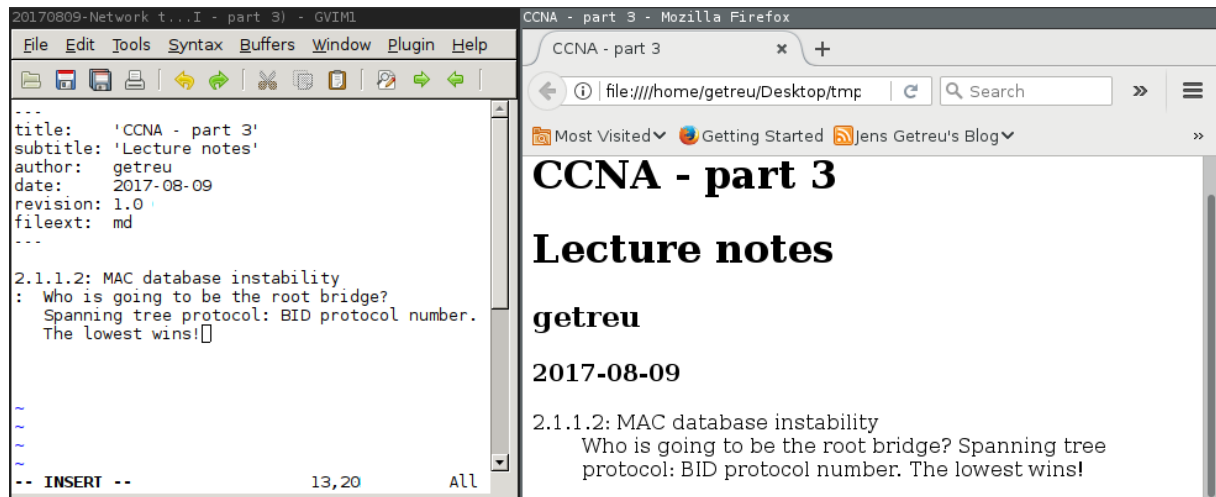 20170809-Network t...I - part 3) - GVIM1
File Edit Tools Syntax Buffers Window Plugin Help
---
title:    'CCNA - part 3'
subtitle: 'Lecture notes'
author:   getreu
date:     2017-08-09
revision: 1.0
fileext:  md
---
2.1.1.2: MAC database instability
:  Who is going to be the root bridge?
   Spanning tree protocol: BID protocol number.
   The lowest wins!
~
~
~
~
-- INSERT --    13,20    All
CCNA - part 3 - Mozilla Firefox
CCNA - part 3
file:////home/getreu/Desktop/tmp Search
Most Visited Getting Started Jens Getreu's Blog
CCNA - part 3
Lecture notes
getreu
2017-08-09
2.1.1.2: MAC database instability
Who is going to be the root bridge? Spanning tree
protocol: BID protocol number. The lowest wins!